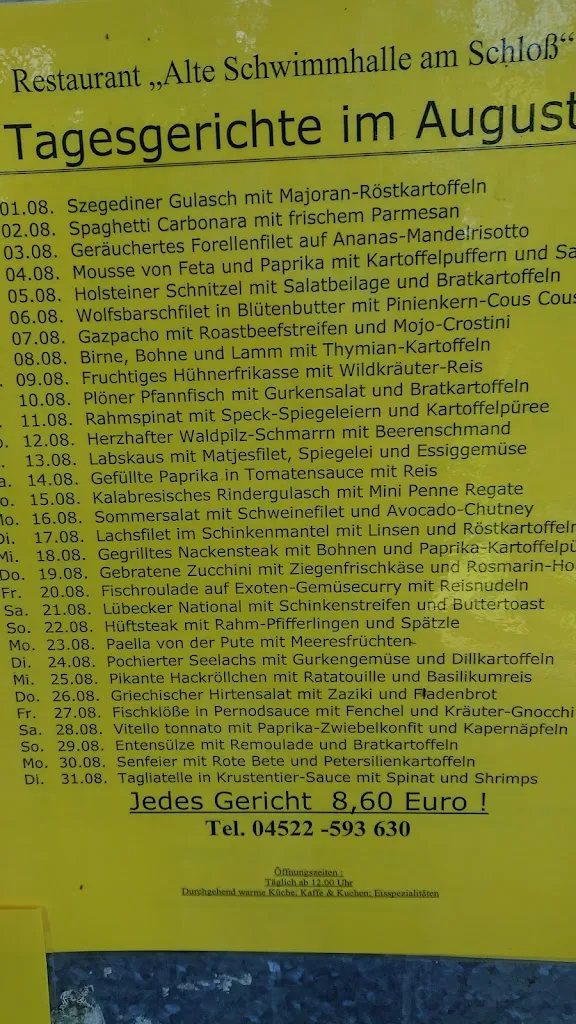 Restaurant „Alte Schwimmhalle am Schloß“
Tagesgerichte im August
01.08. Szegediner Gulasch mit Majoran-Röstkartoffeln
02.08. Spaghetti Carbonara mit frischem Parmesan
03.08. Geräuchertes Forellenfilet auf Ananas-Mandelrisotto
04.08. Mousse von Feta und Paprika mit Kartoffelpuffern und Sa
05.08. Holsteiner Schnitzel mit Salatbeilage und Bratkartoffeln
06.08. Wolfsbarschfilet in Blütenbutter mit Pinienkern-Cous Cous
07.08. Gazpacho mit Roastbeefstreifen und Mojo-Crostini
08.08. Birne, Bohne und Lamm mit Thymian-Kartoffeln
. 09.08. Fruchtiges Hühnerfrikasse mit Wildkräuter-Reis
10.08. Plöner Pfannfisch mit Gurkensalat und Bratkartoffeln
. 11.08. Rahmspinat mit Speck-Spiegeleiern und Kartoffelpüree
o. 12.08. Herzhafter Waldpilz-Schmarrn mit Beerenschmand
. 13.08. Labskaus mit Matjesfilet, Spiegelei und Essiggemüse
a. 14.08. Gefüllte Paprika in Tomatensauce mit Reis
o. 15.08. Kalabresisches Rindergulasch mit Mini Penne Regate
Mo. 16.08. Sommersalat mit Schweinefilet und Avocado-Chutney
Di. 17.08. Lachsfilet im Schinkenmantel mit Linsen und Röstkartoffeln
Mi. 18.08. Gegrilltes Nackensteak mit Bohnen und Paprika-Kartoffelpü
Do. 19.08. Gebratene Zucchini mit Ziegenfrischkäse und Rosmarin-Ho
Fr. 20.08. Fischroulade auf Exoten-Gemüsecurry mit Reisnudeln
Sa. 21.08. Lübecker National mit Schinkenstreifen und Buttertoast
So. 22.08. Hüftsteak mit Rahm-Pfifferlingen und Spätzle
Mo. 23.08. Paella von der Pute mit Meeresfrüchten
Di. 24.08. Pochierter Seelachs mit Gurkengemüse und Dillkartoffeln
Mi. 25.08. Pikante Hackröllchen mit Ratatouille und Basilikumreis
Do. 26.08. Griechischer Hirtensalat mit Zaziki und Fladenbrot
Fr. 27.08. Fischklöße in Pernodsauce mit Fenchel und Kräuter-Gnocchi
Sa. 28.08. Vitello tonnato mit Paprika-Zwiebelkonfit und Kapernäpfeln
So. 29.08. Entensülze mit Remoulade und Bratkartoffeln
Mo. 30.08. Senfeier mit Rote Bete und Petersilienkartoffeln
Di. 31.08. Tagliatelle in Krustentier-Sauce mit Spinat und Shrimps
Jedes Gericht 8,60 Euro !
Tel. 04522 -593 630
Öffnungszeiten :
Täglich ab 12.00 Uhr
Durchgehend warme Küche, Kaffe & Kuchen; Eisspezialitäten